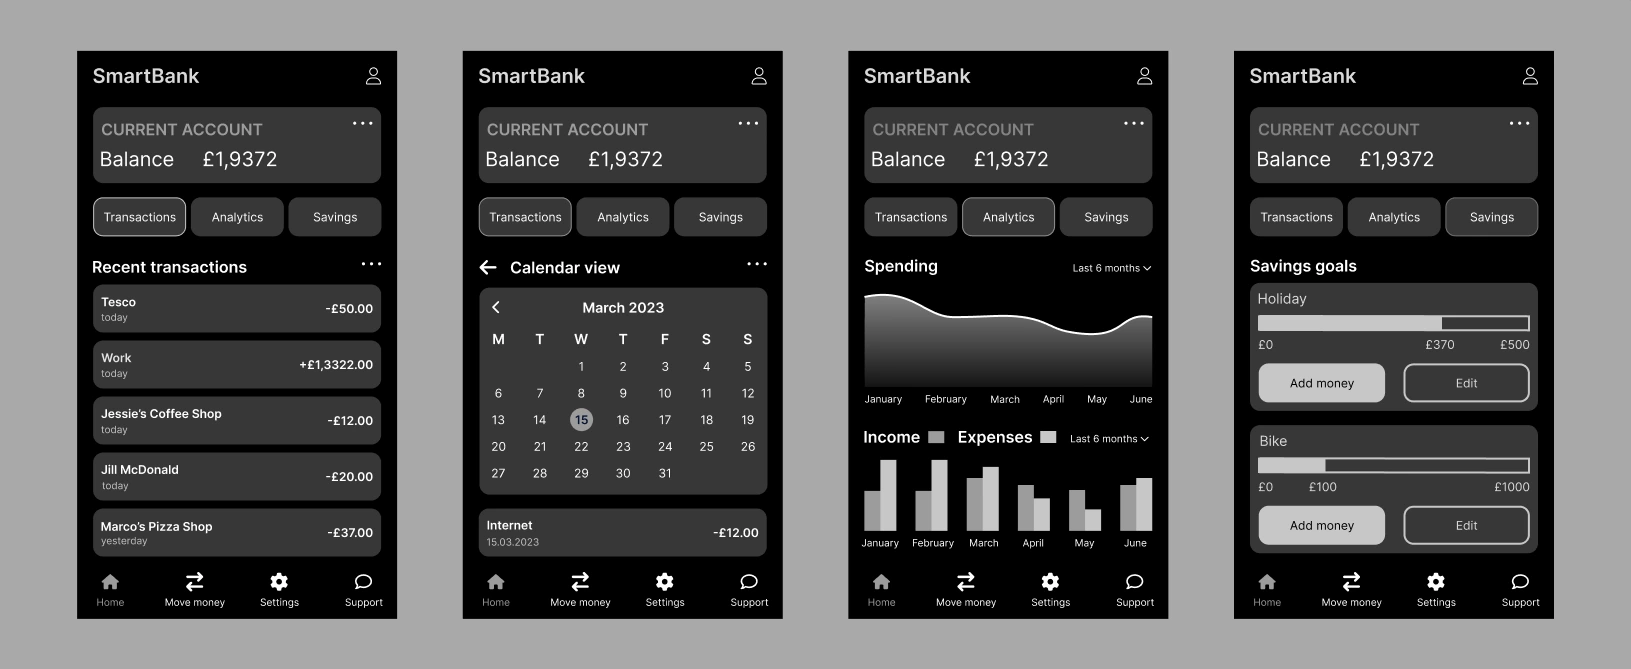 SmartBank
CURRENT ACCOUNT
Balance £1,9372
Transactions Analytics Savings
Recent transactions
Tesco
today
-£50.00
Work
today
+£1,3322.00
Jessie's Coffee Shop
today
-£12.00
Jill McDonald
today
-£20.00
Marco's Pizza Shop
yesterday
-£37.00
Home Move money Settings Support
SmartBank
CURRENT ACCOUNT
Balance £1,9372
Transactions Analytics Savings
Calendar view
March 2023
M T W T F S S
1 2 3 4 5
6 7 8 9 10 11 12
13 14 15 16 17 18 19
20 21 22 23 24 25 26
27 28 29 30 31
Internet
15.03.2023
-£12.00
Home Move money Settings Support
SmartBank
CURRENT ACCOUNT
Balance £1,9372
Transactions Analytics Savings
Spending Last 6 months
January February March April May June
Income Expenses Last 6 months
January February March April May June
Home Move money Settings Support
SmartBank
CURRENT ACCOUNT
Balance £1,9372
Transactions Analytics Savings
Savings goals
Holiday
£0 £370 £500
Add money Edit
Bike
£0 £100 £1000
Add money Edit
Home Move money Settings Support